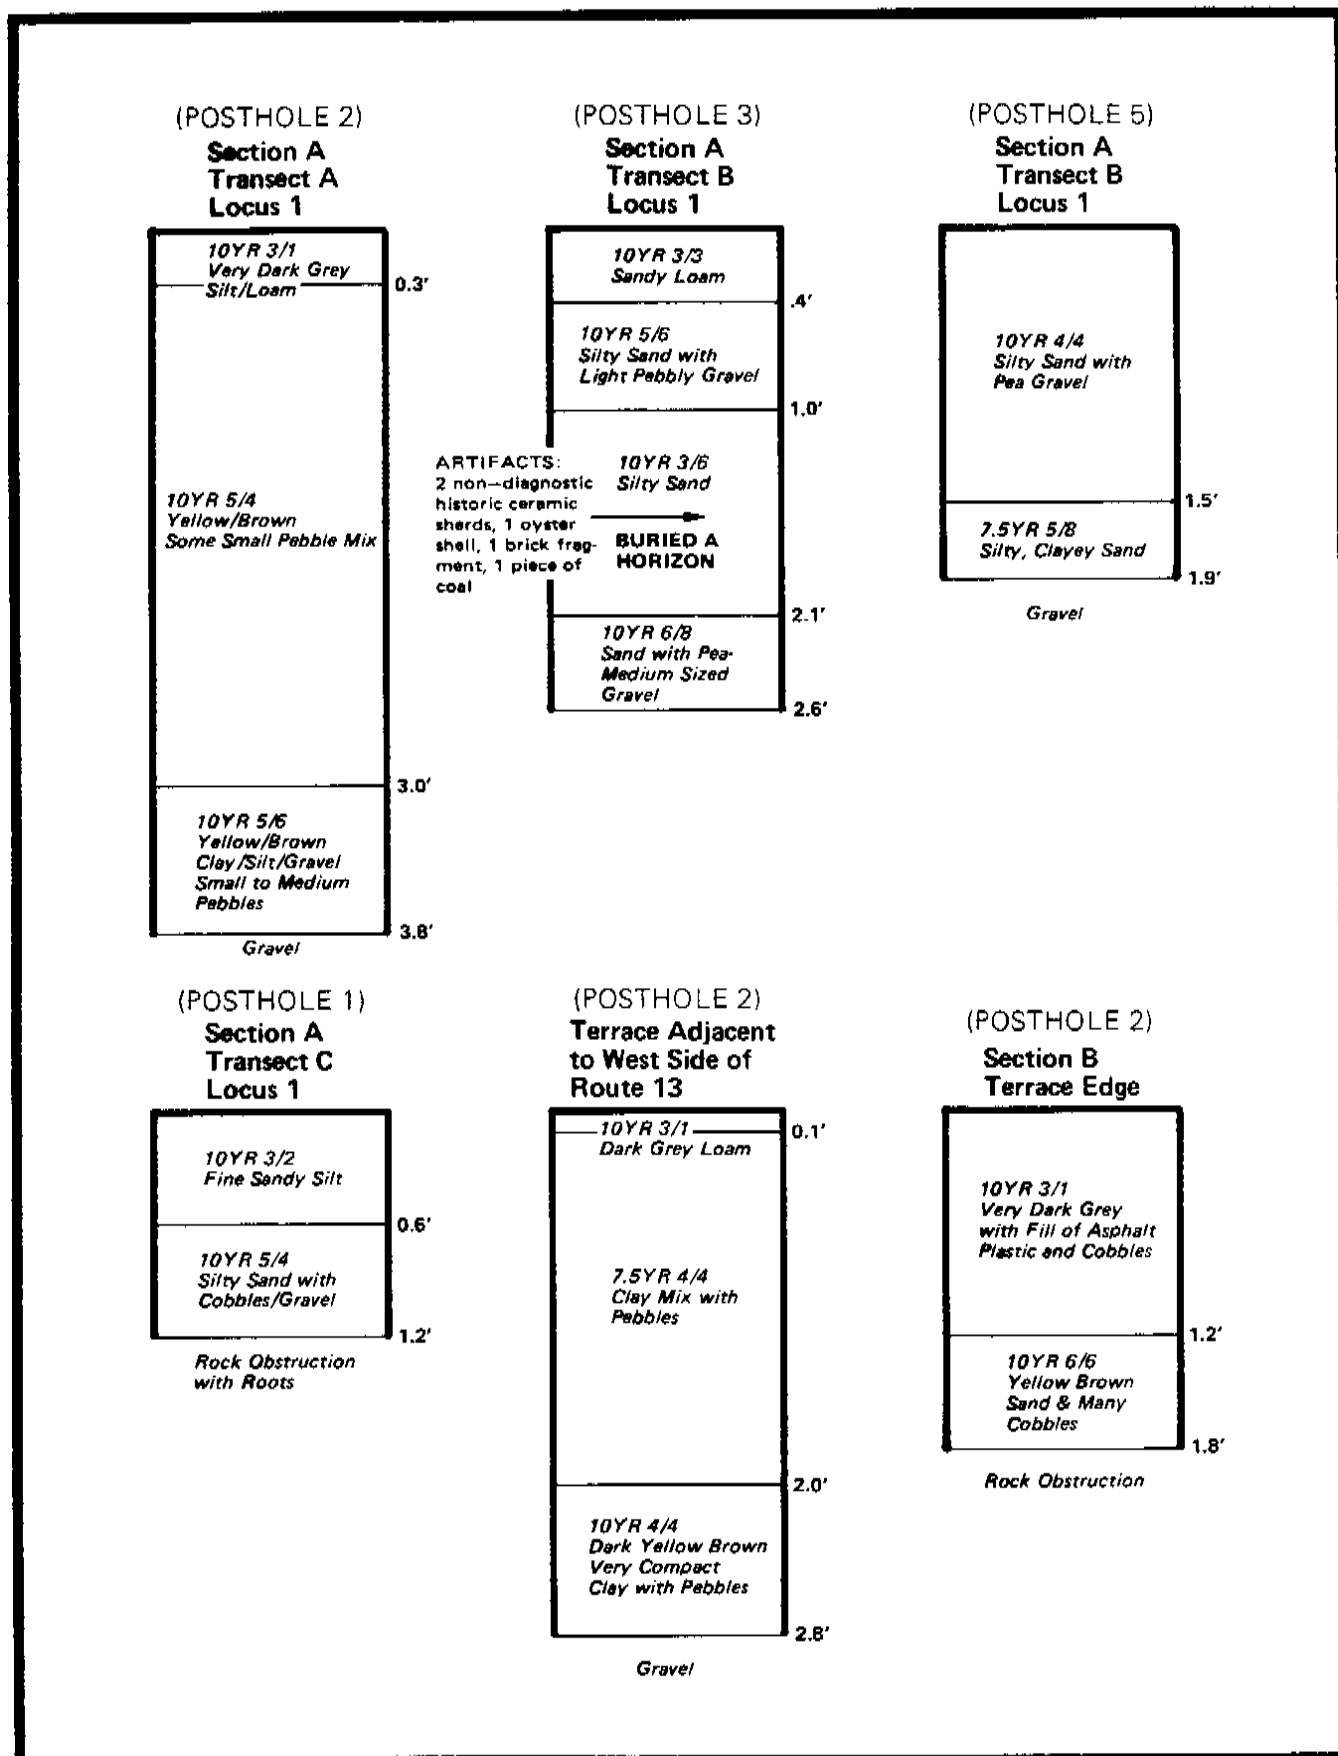 (POSTHOLE 2)
Section A
Transect A
Locus 1
10YR 3/1
Very Dark Grey
Silt/Loam
0.3'
10YR 5/4
Yellow/Brown
Some Small Pebble Mix
3.0'
10YR 5/6
Yellow/Brown
Clay/Silt/Gravel
Small to Medium
Pebbles
3.8'
Gravel
(POSTHOLE 3)
Section A
Transect B
Locus 1
10YR 3/3
Sandy Loam
.4'
10YR 5/6
Silty Sand with
Light Pebbly Gravel
1.0'
ARTIFACTS:
2 non-diagnostic
historic ceramic
sherds, 1 oyster
shell, 1 brick frag-
ment, 1 piece of
coal
10YR 3/6
Silty Sand
BURIED A
HORIZON
2.1'
10YR 6/8
Sand with Pea-
Medium Sized
Gravel
2.6'
(POSTHOLE 5)
Section A
Transect B
Locus 1
10YR 4/4
Silty Sand with
Pea Gravel
1.5'
7.5YR 5/8
Silty, Clayey Sand
1.9'
Gravel
(POSTHOLE 1)
Section A
Transect C
Locus 1
10YR 3/2
Fine Sandy Silt
0.6'
10YR 5/4
Silty Sand with
Cobbles/Gravel
1.2'
Rock Obstruction
with Roots
(POSTHOLE 2)
Terrace Adjacent
to West Side of
Route 13
10YR 3/1
0.1'
Dark Grey Loam
7.5YR 4/4
Clay Mix with
Pebbles
2.0'
10YR 4/4
Dark Yellow Brown
Very Compact
Clay with Pebbles
2.8'
Gravel
(POSTHOLE 2)
Section B
Terrace Edge
10YR 3/1
Very Dark Grey
with Fill of Asphalt
Plastic and Cobbles
1.2'
10YR 6/6
Yellow Brown
Sand & Many
Cobbles
1.8'
Rock Obstruction